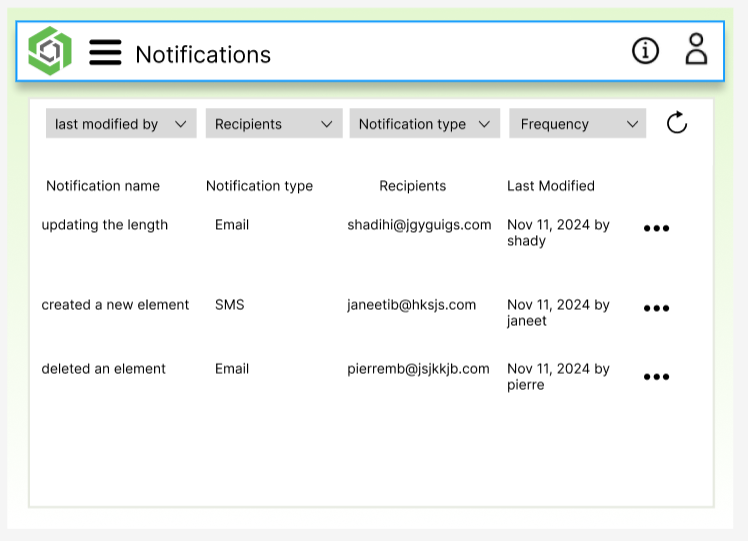 Notifications
last modified by
Recipients
Notification type
Frequency
Notification name
Notification type
Recipients
Last Modified
updating the length
Email
shadihi@jgyguigs.com
Nov 11, 2024 by
shady
created a new element
SMS
janeetib@hksjs.com
Nov 11, 2024 by
janeet
deleted an element
Email
pierremb@jsjkkjb.com
Nov 11, 2024 by
pierre